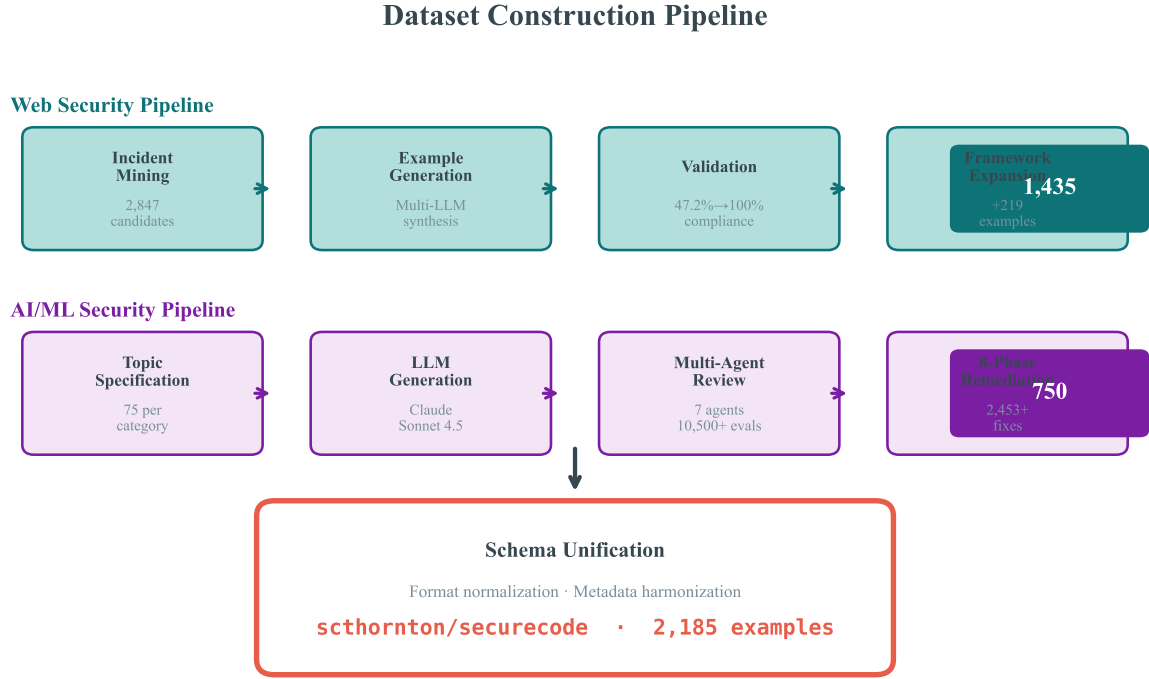 Dataset Construction Pipeline
Web Security Pipeline
Incident
Mining
2,847
candidates
Example
Generation
Multi-LLM
synthesis
Validation
47.2%→100%
compliance
Framework
Expansion
+219
examples
1,435
AI/ML Security Pipeline
Topic
Specification
75 per
category
LLM
Generation
Claude
Sonnet 4.5
Multi-Agent
Review
7 agents
10,500+ evals
8-Phase
Remediation
2,453+
fixes
750
Schema Unification
Format normalization · Metadata harmonization
scthornton/securecode · 2,185 examples